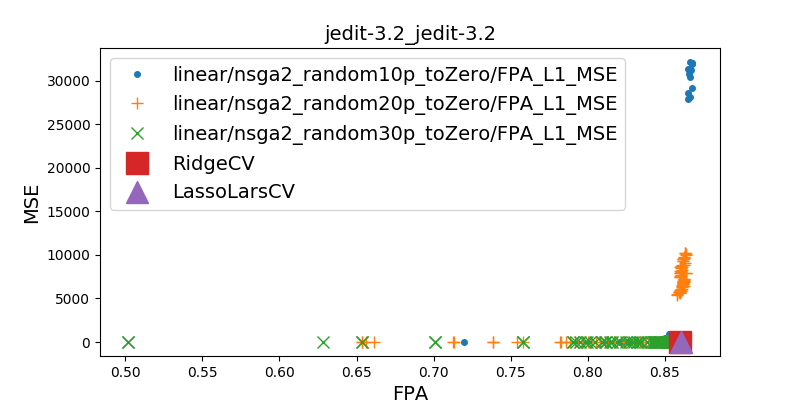 jedit-3.2_jedit-3.2
linear/nsga2_random10p_toZero/FPA_L1_MSE
linear/nsga2_random20p_toZero/FPA_L1_MSE
linear/nsga2_random30p_toZero/FPA_L1_MSE
RidgeCV
LassoLarsCV
MSE
30000
25000
20000
15000
10000
5000
0
0.50 0.55 0.60 0.65 0.70 0.75 0.80 0.85
FPA